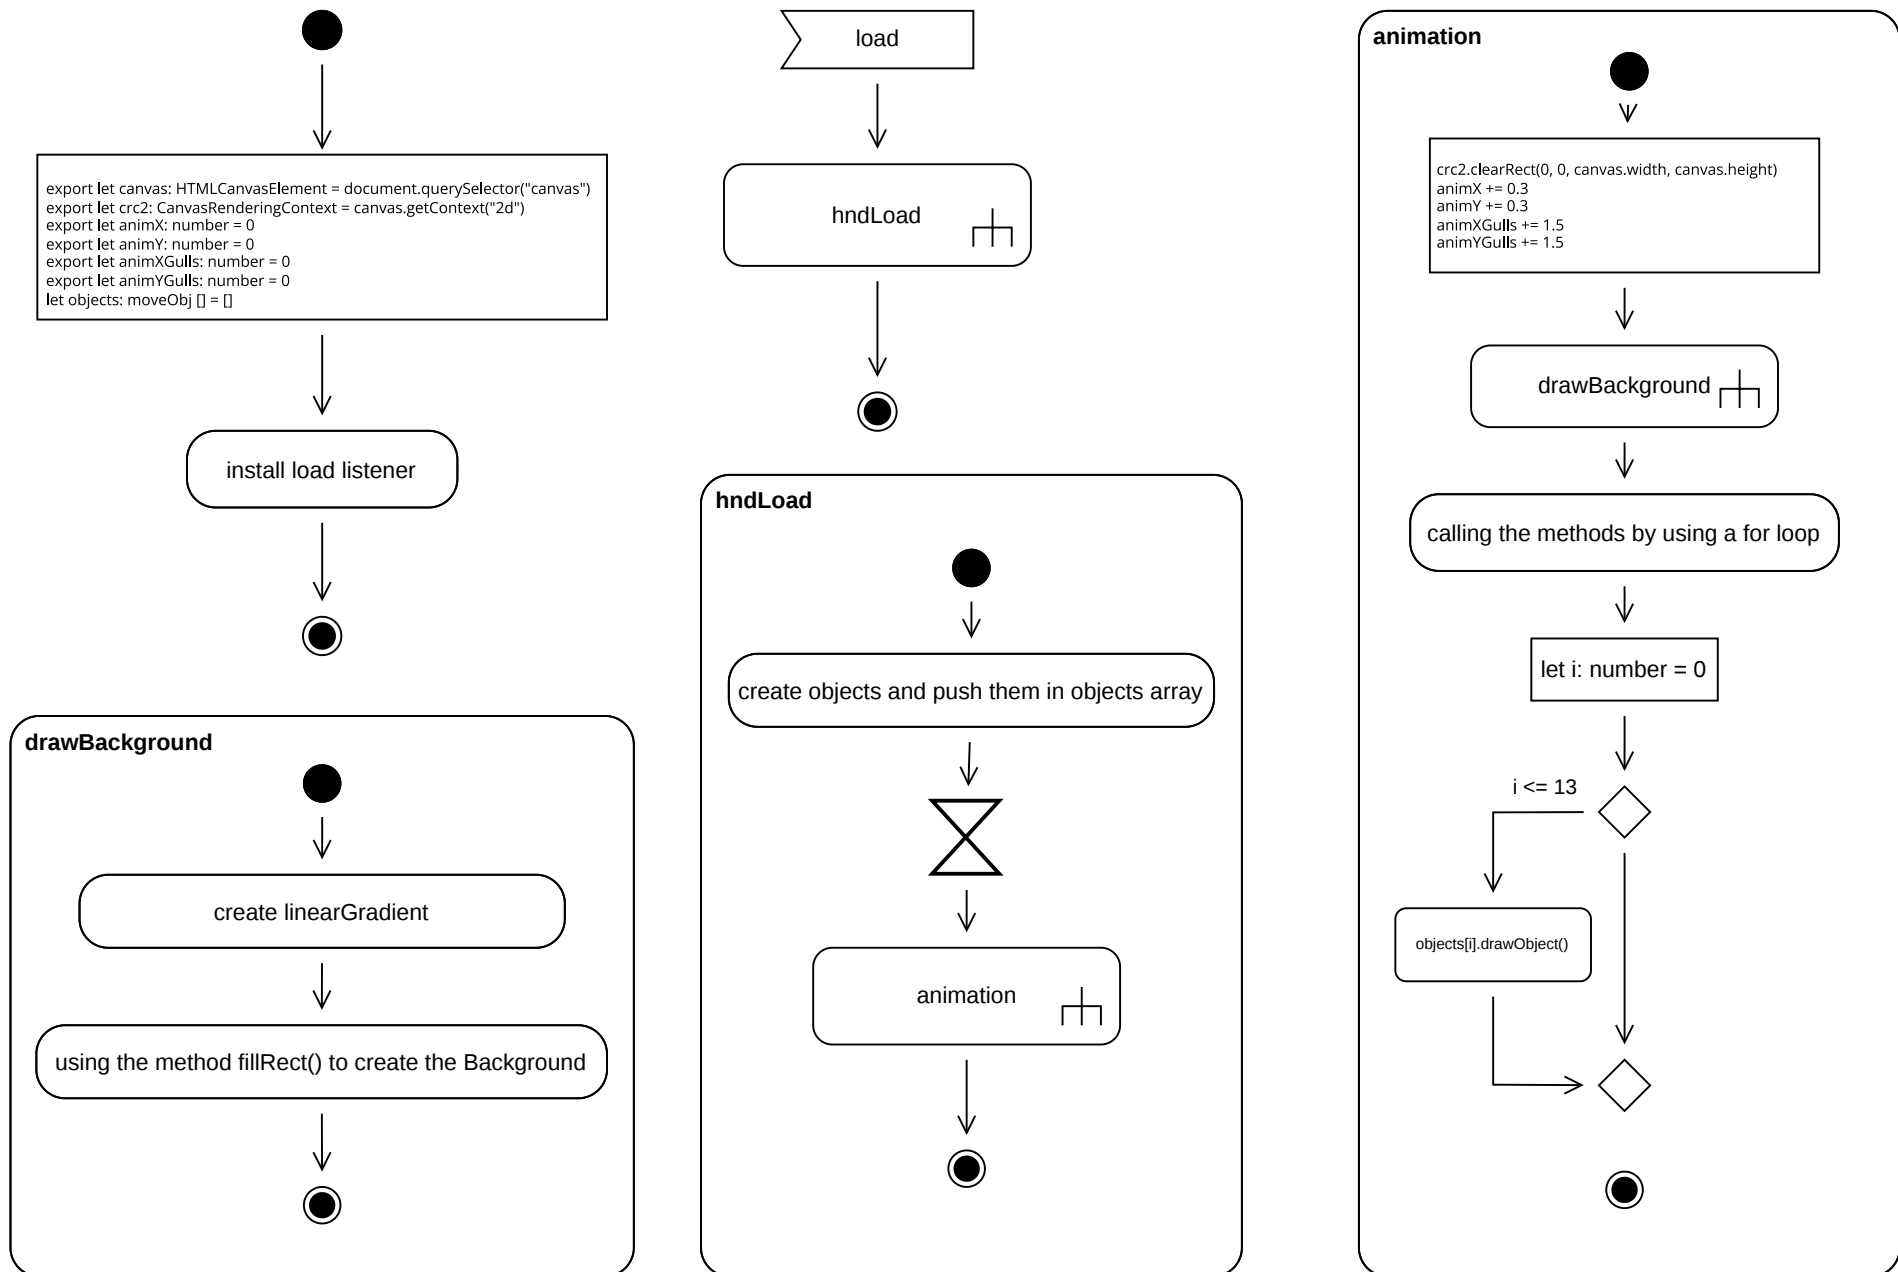 export let canvas: HTMLCanvasElement = document.querySelector("canvas")
export let crc2: CanvasRenderingContext = canvas.getContext("2d")
export let animX: number = 0
export let animY: number = 0
export let animXGulls: number = 0
export let animYGulls: number = 0
let objects: moveObj [] = []
install load listener
drawBackground
create linearGradient
using the method fillRect() to create the Background
load
hndLoad
hndLoad
create objects and push them in objects array
animation
animation
crc2.clearRect(0, 0, canvas.width, canvas.height)
animX += 0.3
animY += 0.3
animXGulls += 1.5
animYGulls += 1.5
drawBackground
calling the methods by using a for loop
let i: number = 0
i <= 13
objects[i].drawObject()